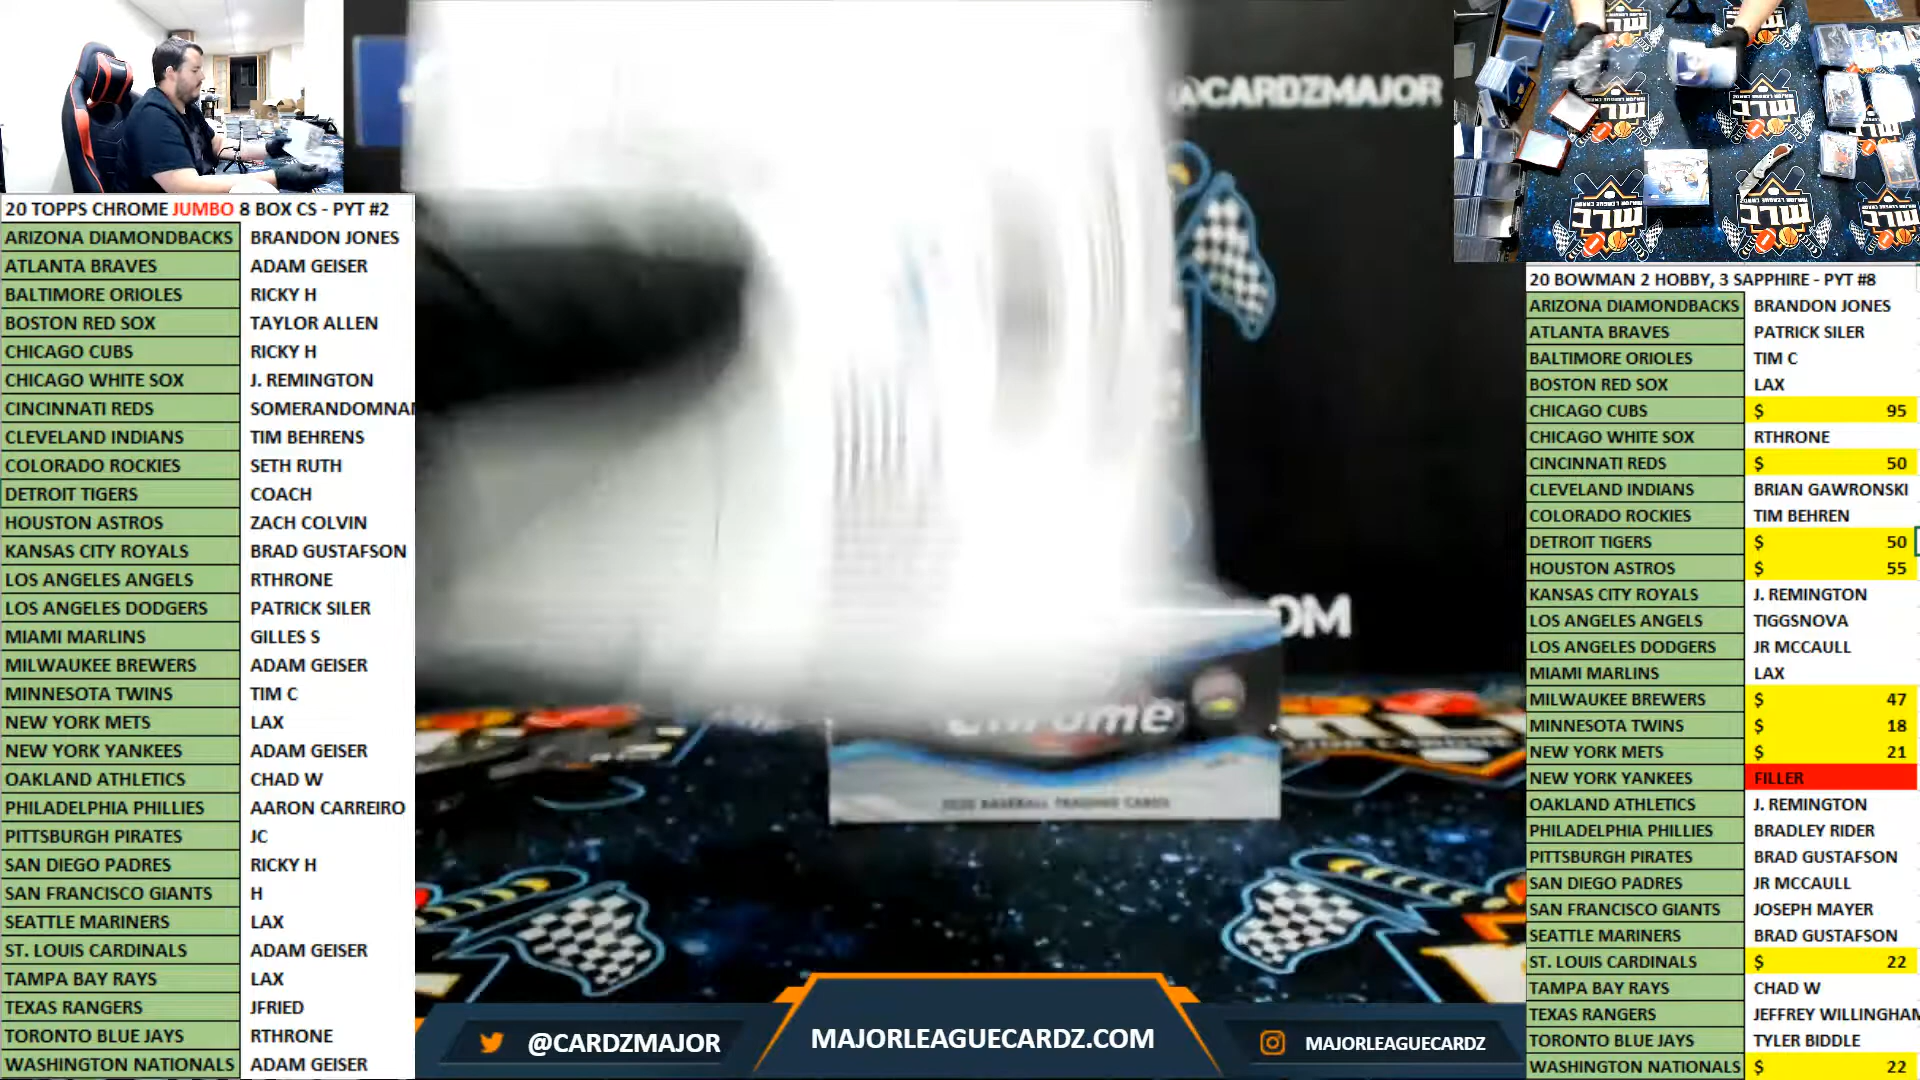 @CARDZMAJOR
20 TOPPS CHROME JUMBO 8 BOX CS - PYT #2
ARIZONA DIAMONDBACKS BRANDON JONES
ATLANTA BRAVES ADAM GEISER
BALTIMORE ORIOLES RICKY H
BOSTON RED SOX TAYLOR ALLEN
CHICAGO CUBS RICKY H
CHICAGO WHITE SOX J. REMINGTON
CINCINNATI REDS SOMERANDOMNAM
CLEVELAND INDIANS TIM BEHRENS
COLORADO ROCKIES SETH RUTH
DETROIT TIGERS COACH
HOUSTON ASTROS ZACH COLVIN
KANSAS CITY ROYALS BRAD GUSTAFSON
LOS ANGELES ANGELS RTHRONE
LOS ANGELES DODGERS PATRICK SILER
MIAMI MARLINS GILLES S
MILWAUKEE BREWERS ADAM GEISER
MINNESOTA TWINS TIM C
NEW YORK METS LAX
NEW YORK YANKEES ADAM GEISER
OAKLAND ATHLETICS CHAD W
PHILADELPHIA PHILLIES AARON CARREIRO
PITTSBURGH PIRATES JC
SAN DIEGO PADRES RICKY H
SAN FRANCISCO GIANTS H
SEATTLE MARINERS LAX
ST. LOUIS CARDINALS ADAM GEISER
TAMPA BAY RAYS LAX
TEXAS RANGERS JFRIED
TORONTO BLUE JAYS RTHRONE
WASHINGTON NATIONALS ADAM GEISER
OM
Chrome
2020 BASEBALL TRADING CARDS
@CARDZMAJOR
MAJORLEAGUECARDZ.COM
MAJORLEAGUECARDZ
20 BOWMAN 2 HOBBY, 3 SAPPHIRE - PYT #8
ARIZONA DIAMONDBACKS BRANDON JONES
ATLANTA BRAVES PATRICK SILER
BALTIMORE ORIOLES TIM C
BOSTON RED SOX LAX
CHICAGO CUBS $ 95
CHICAGO WHITE SOX RTHRONE
CINCINNATI REDS $ 50
CLEVELAND INDIANS BRIAN GAWRONSKI
COLORADO ROCKIES TIM BEHREN
DETROIT TIGERS $ 50
HOUSTON ASTROS $ 55
KANSAS CITY ROYALS J. REMINGTON
LOS ANGELES ANGELS TIGGSNOVA
LOS ANGELES DODGERS JR MCCAULL
MIAMI MARLINS LAX
MILWAUKEE BREWERS $ 47
MINNESOTA TWINS $ 18
NEW YORK METS $ 21
NEW YORK YANKEES FILLER
OAKLAND ATHLETICS J. REMINGTON
PHILADELPHIA PHILLIES BRADLEY RIDER
PITTSBURGH PIRATES BRAD GUSTAFSON
SAN DIEGO PADRES JR MCCAULL
SAN FRANCISCO GIANTS JOSEPH MAYER
SEATTLE MARINERS BRAD GUSTAFSON
ST. LOUIS CARDINALS $ 22
TAMPA BAY RAYS CHAD W
TEXAS RANGERS JEFFREY WILLINGHAM
TORONTO BLUE JAYS TYLER BIDDLE
WASHINGTON NATIONALS $ 22